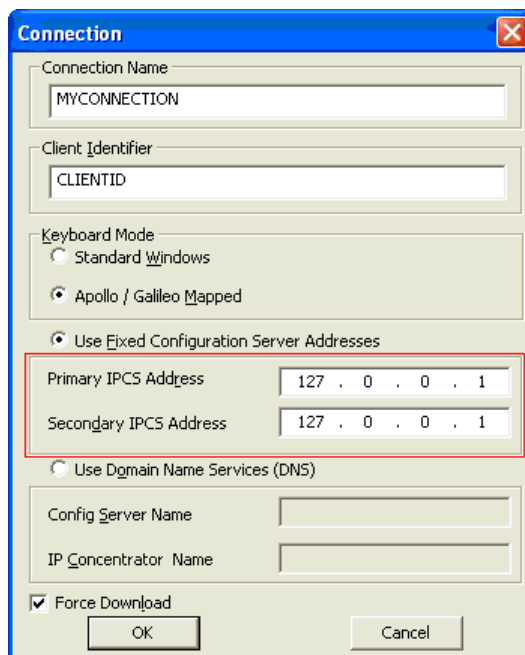 Connection
Connection Name
MYCONNECTION
Client Identifier
CLIENTID
Keyboard Mode
Standard Windows
Apollo / Galileo Mapped
Use Fixed Configuration Server Addresses
Primary IPCS Address 127 . 0 . 0 . 1
Secondary IPCS Address 127 . 0 . 0 . 1
Use Domain Name Services (DNS)
Config Server Name
IP Concentrator Name
Force Download
OK Cancel